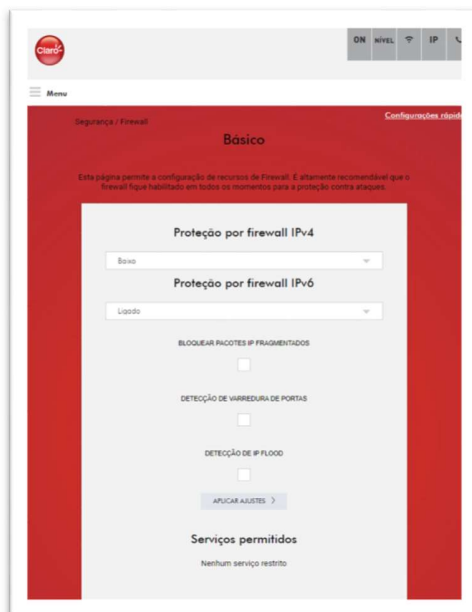 Claro
ON NÍVEL IP
Menu
Configurações rápida
Segurança / Firewall
Básico
Esta página permite a configuração de recursos de Firewall. É altamente recomendável que o
firewall fique habilitado em todos os momentos para a proteção contra ataques.
Proteção por firewall IPv4
Baixa
Proteção por firewall IPv6
Ligado
BLOQUEAR PACOTES IP FRAGMENTADOS
DETECÇÃO DE VARREDURA DE PORTAS
DETECÇÃO DE IP FLOOD
APLICAR AJUSTES >
Serviços permitidos
Nenhum serviço restrito